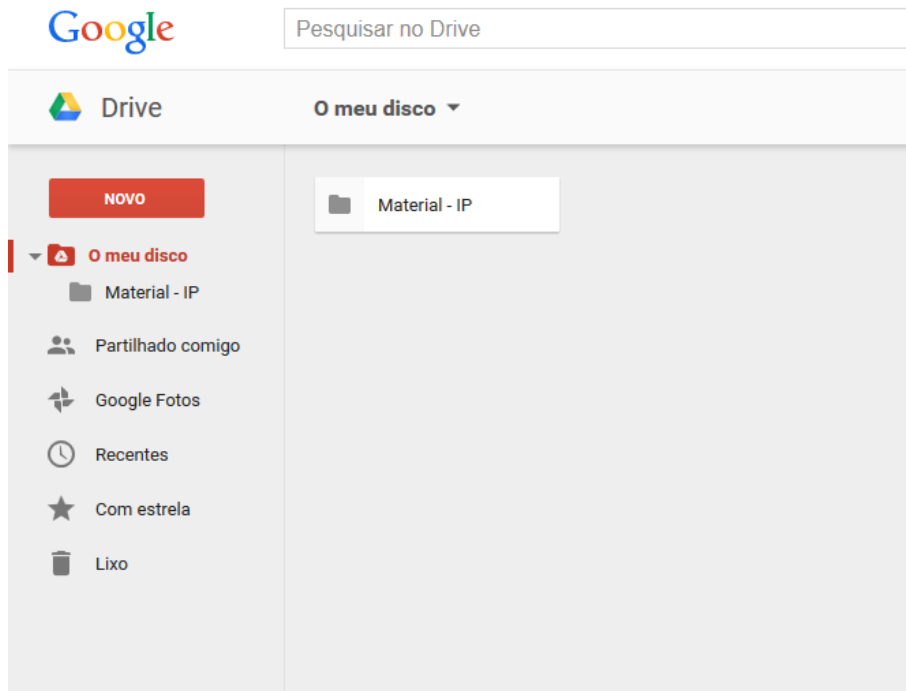 Google
Pesquisar no Drive
Drive
O meu disco
NOVO
Material - IP
O meu disco
Material - IP
Partilhado comigo
Google Fotos
Recentes
Com estrela
Lixo